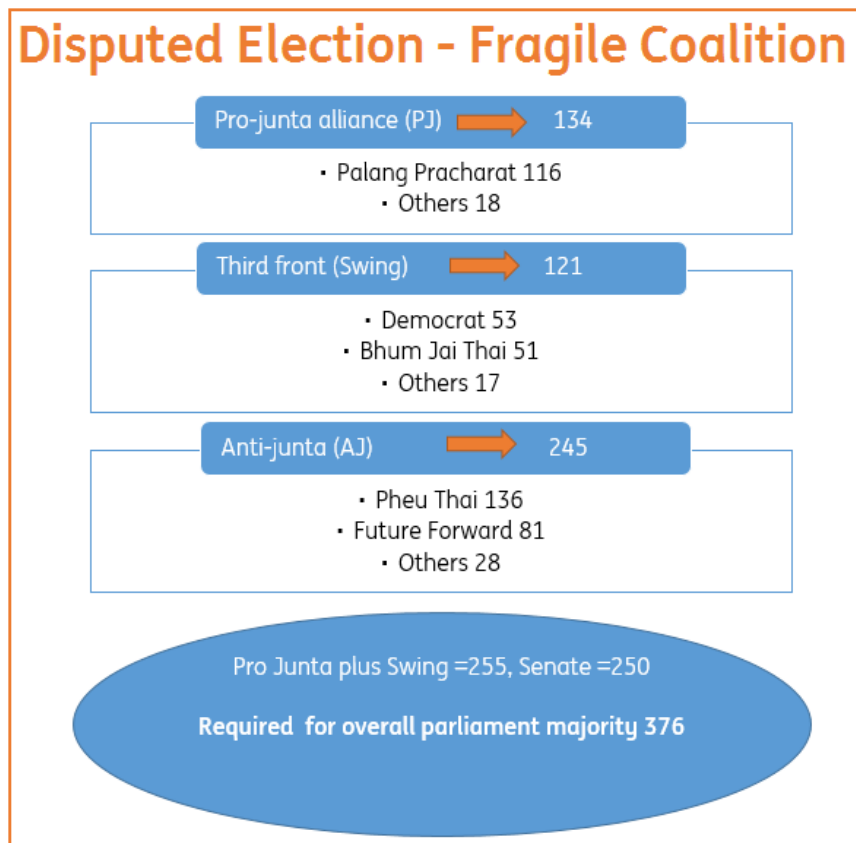 Disputed Election - Fragile Coalition
Pro-junta alliance (PJ) 134
· Palang Pracharat 116
· Others 18
Third front (Swing) 121
· Democrat 53
· Bhum Jai Thai 51
· Others 17
Anti-junta (AJ) 245
· Pheu Thai 136
· Future Forward 81
· Others 28
Pro Junta plus Swing =255, Senate =250
Required for overall parliament majority 376